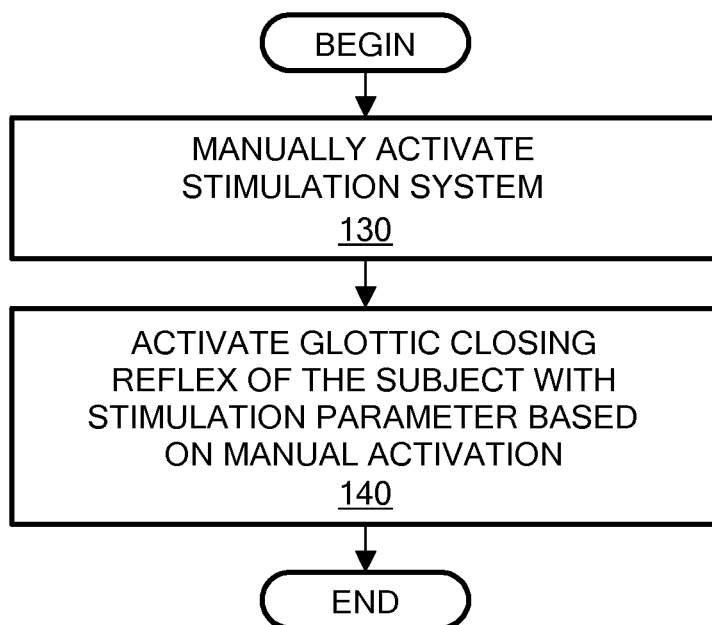 BEGIN
MANUALLY ACTIVATE
STIMULATION SYSTEM
130
ACTIVATE GLOTTIC CLOSING
REFLEX OF THE SUBJECT WITH
STIMULATION PARAMETER BASED
ON MANUAL ACTIVATION
140
END